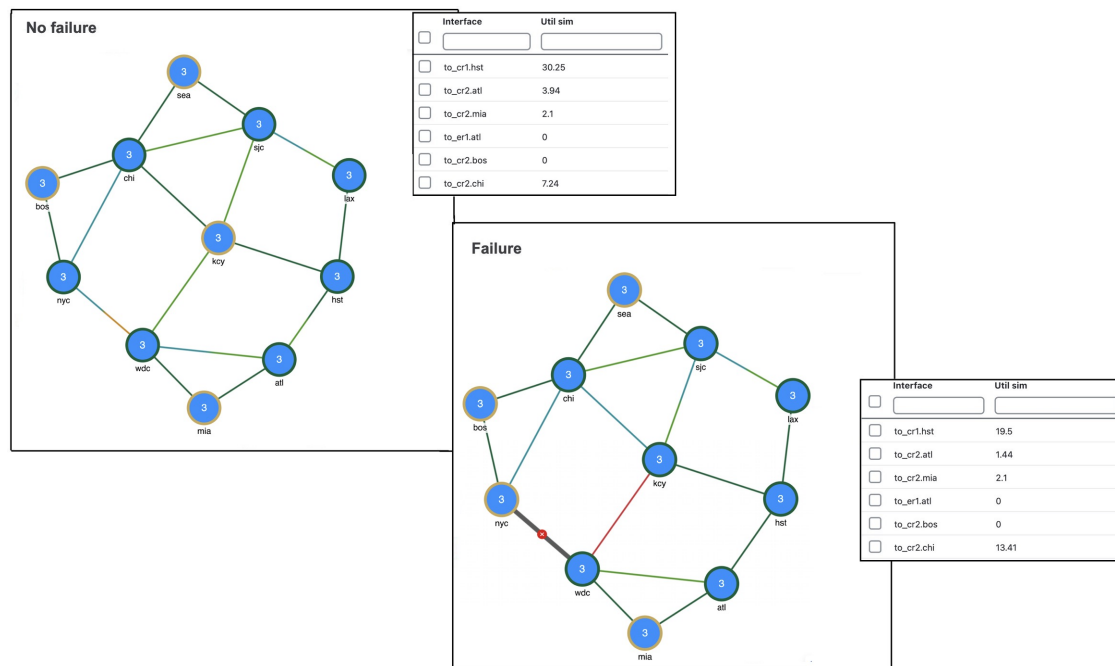 No failure
3
sea
3
sjc
3
chi
3
lax
3
bos
3
kcy
3
nyc
3
hst
3
wdc
3
atl
3
mia
Interface Util sim
to_cr1.hst 30.25
to_cr2.atl 3.94
to_cr2.mia 2.1
to_er1.atl 0
to_cr2.bos 0
to_cr2.chi 7.24
Failure
3
sea
3
sjc
3
chi
3
lax
3
bos
3
kcy
3
nyc
3
hst
3
wdc
3
atl
3
mia
Interface Util sim
to_cr1.hst 19.5
to_cr2.atl 1.44
to_cr2.mia 2.1
to_er1.atl 0
to_cr2.bos 0
to_cr2.chi 13.41